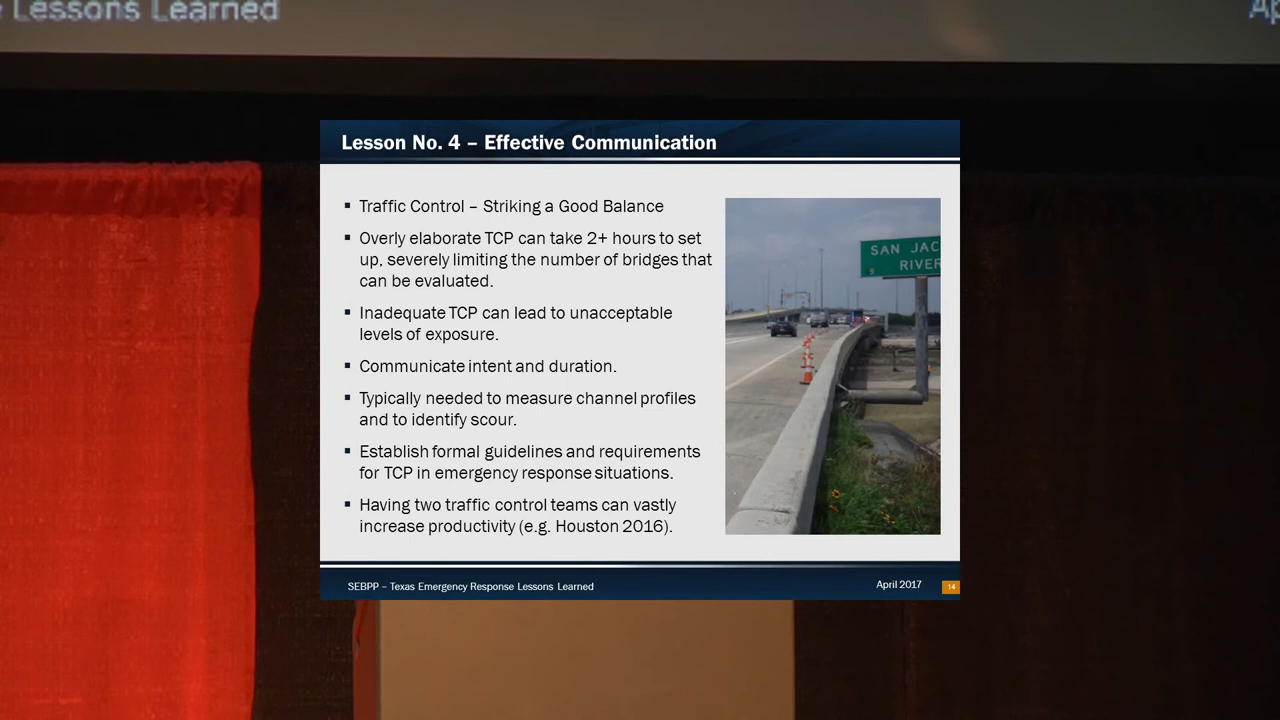 Lessons Learned
Ap
Lesson No. 4 – Effective Communication
▪ Traffic Control – Striking a Good Balance
▪ Overly elaborate TCP can take 2+ hours to set
up, severely limiting the number of bridges that
can be evaluated.
▪ Inadequate TCP can lead to unacceptable
levels of exposure.
▪ Communicate intent and duration.
▪ Typically needed to measure channel profiles
and to identify scour.
▪ Establish formal guidelines and requirements
for TCP in emergency response situations.
▪ Having two traffic control teams can vastly
increase productivity (e.g. Houston 2016).
SAN JAC
RIVER
SEBPP – Texas Emergency Response Lessons Learned
April 2017
14